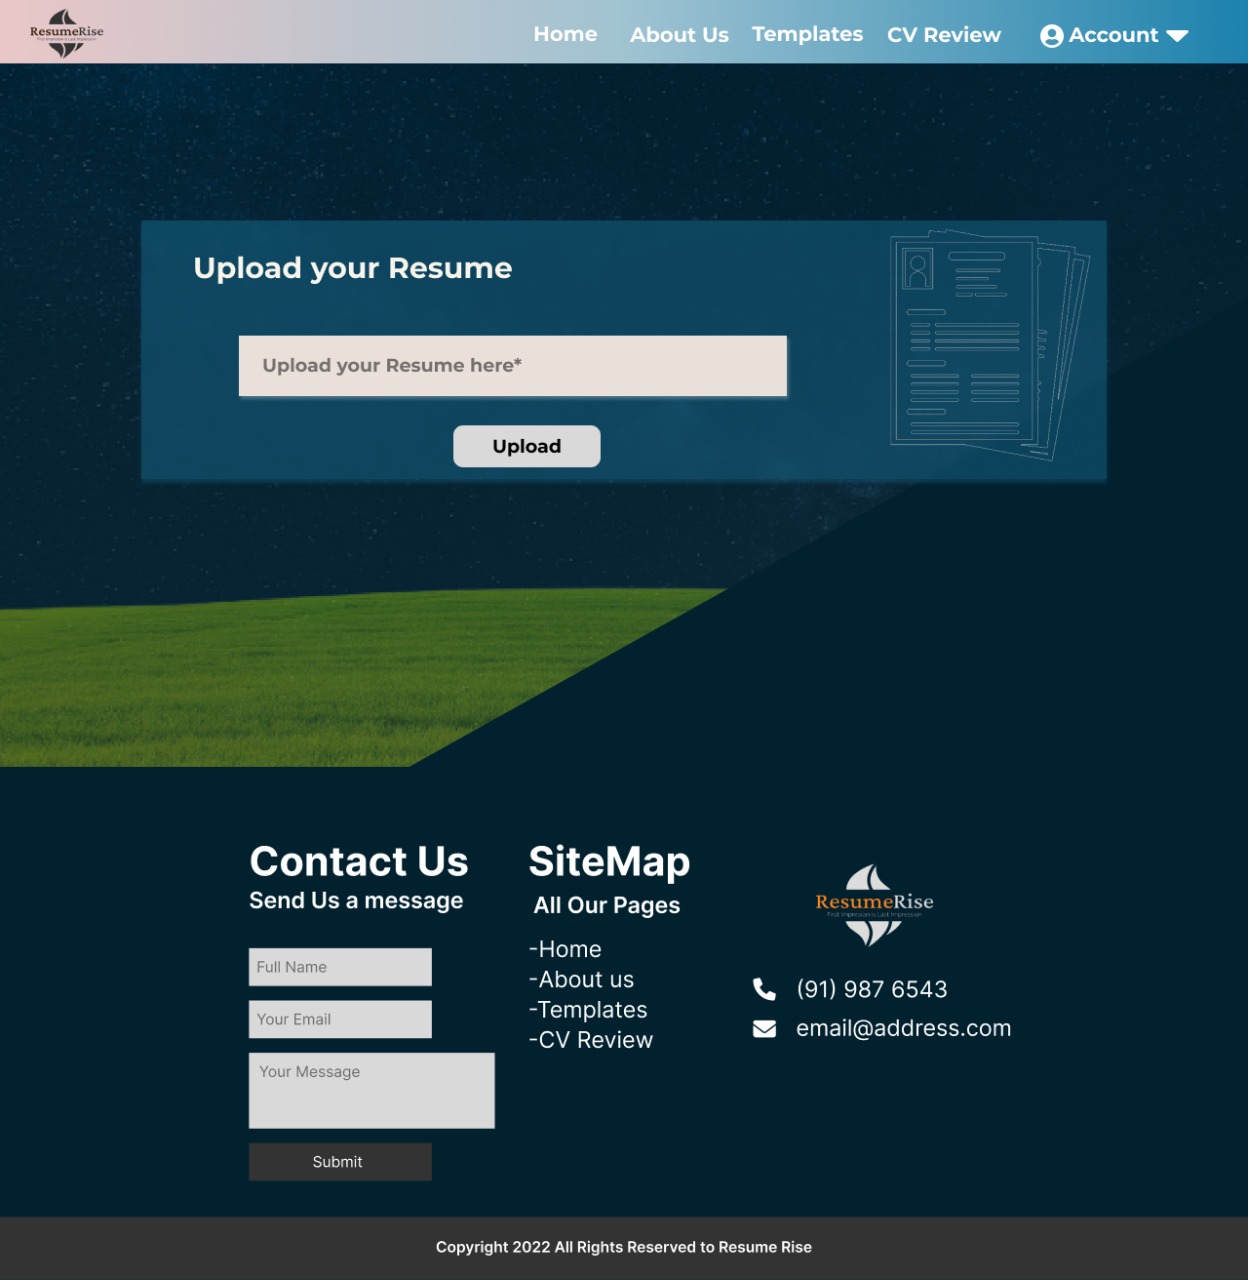 ResumeRise
Home
About Us
Templates
CV Review
Account
Upload your Resume
Upload your Resume here*
Upload
Contact Us
Send Us a message
Full Name
Your Email
Your Message
Submit
SiteMap
All Our Pages
-Home
-About us
-Templates
-CV Review
ResumeRise
First Impression is Last Impression
(91) 987 6543
email@address.com
Copyright 2022 All Rights Reserved to Resume Rise